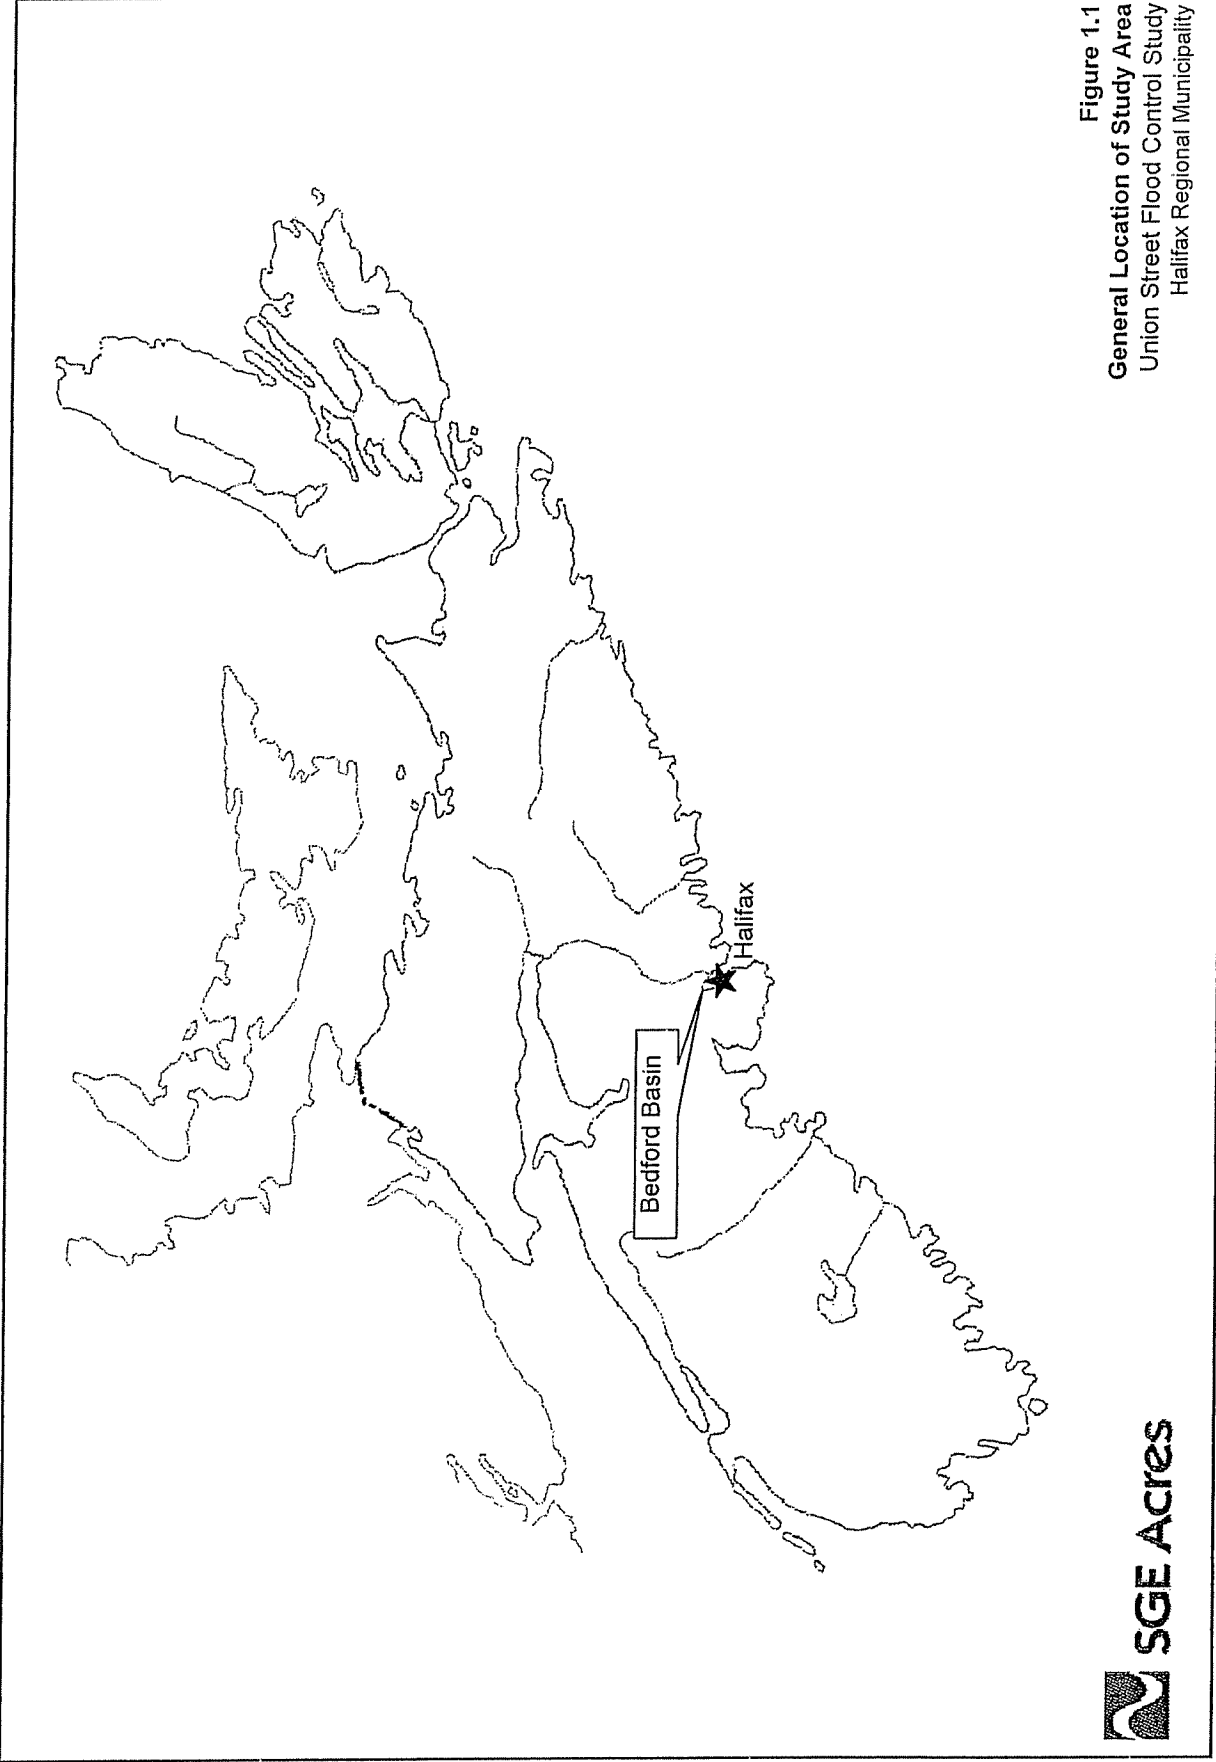 Bedford Basin
Halifax
SGE Acres
Figure 1.1
General Location of Study Area
Union Street Flood Control Study
Halifax Regional Municipality